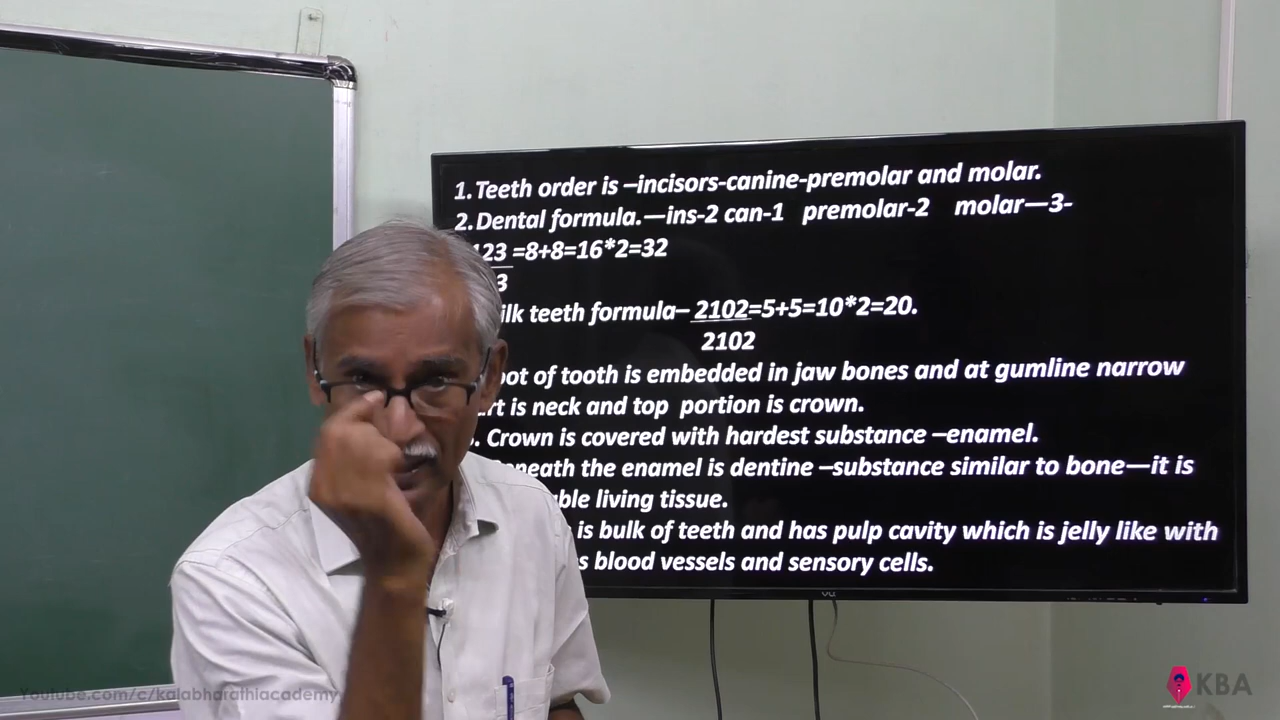 1. Teeth order is –incisors-canine-premolar and molar.
2. Dental formula.—ins-2 can-1 premolar-2 molar—3-
123 =8+8=16*2=32
3
ilk teeth formula– 2102=5+5=10*2=20.
2102
oot of tooth is embedded in jaw bones and at gumline narrow
rt is neck and top portion is crown.
. Crown is covered with hardest substance –enamel.
neath the enamel is dentine –substance similar to bone—it is
able living tissue.
is bulk of teeth and has pulp cavity which is jelly like with
s blood vessels and sensory cells.
Youtube.com/c/kalabharathiacademy
KBA